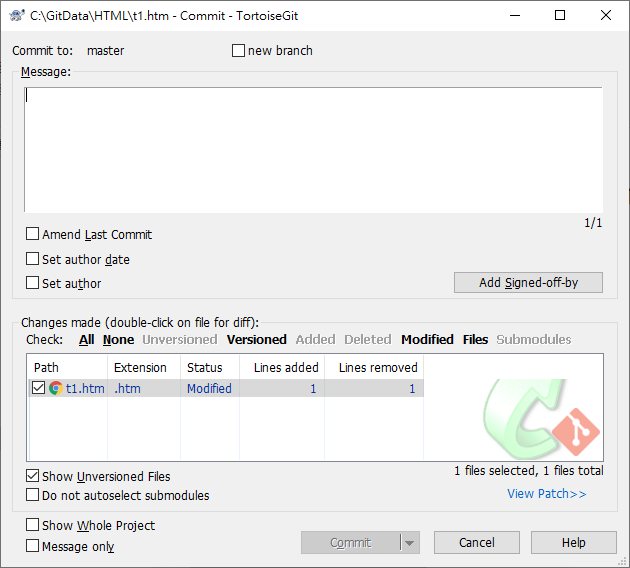 C:\GitData\HTML\t1.htm - Commit - TortoiseGit
Commit to: master new branch
Message:
1/1
Amend Last Commit
Set author date
Set author Add Signed-off-by
Changes made (double-click on file for diff):
Check: All None Unversioned Versioned Added Deleted Modified Files Submodules
Path Extension Status Lines added Lines removed
t1.htm .htm Modified 1 1
Show Unversioned Files 1 files selected, 1 files total
Do not autoselect submodules View Patch>>
Show Whole Project
Message only Commit Cancel Help